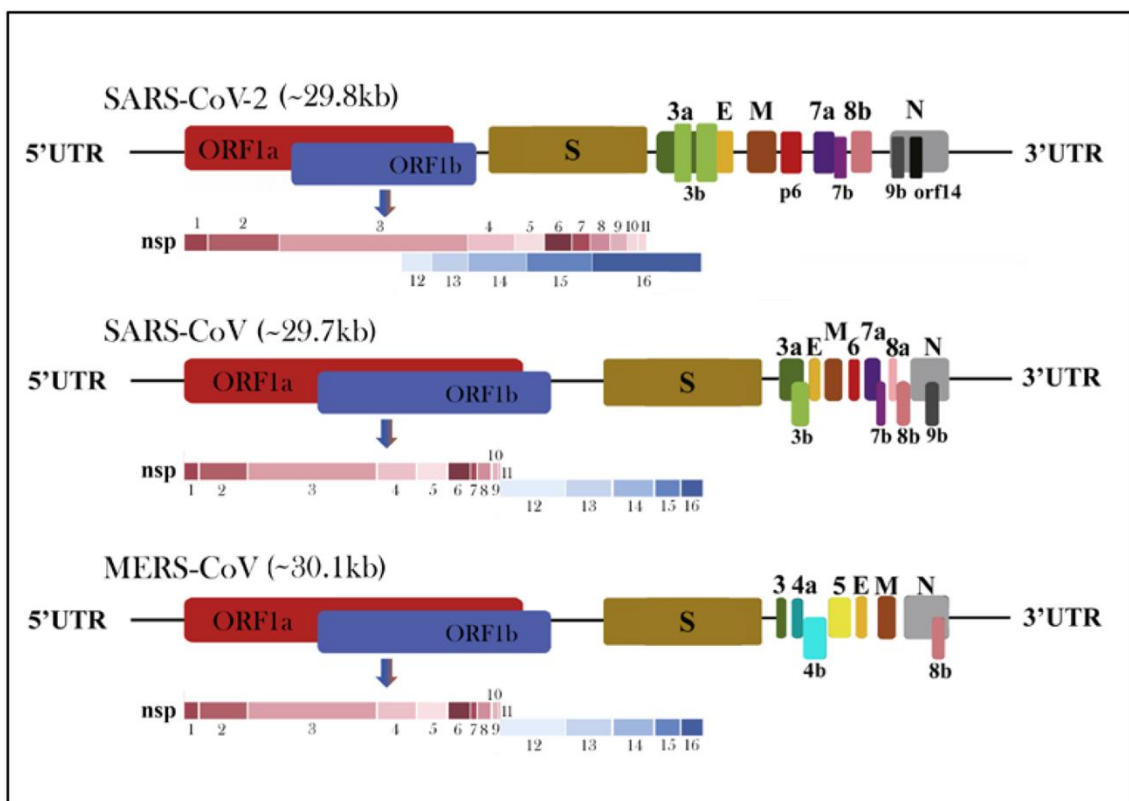 SARS-CoV-2 (~29.8kb)
3a E M 7a 8b N
5’UTR ORF1a ORF1b S 3’UTR
3b p6 7b 9b orf14
1 2 3 4 5 6 7 8 9 10 11
nsp
12 13 14 15 16
SARS-CoV (~29.7kb)
3a E M 6 7a 8a N
5’UTR ORF1a ORF1b S 3’UTR
3b 7b 8b 9b
10
nsp 11
1 2 3 4 5 6 7 8 9
12 13 14 15 16
MERS-CoV (~30.1kb)
3 4a 5 E M N
5’UTR ORF1a ORF1b S 3’UTR
4b 8b
10
nsp 11
1 2 3 4 5 6 7 8 9
12 13 14 15 16